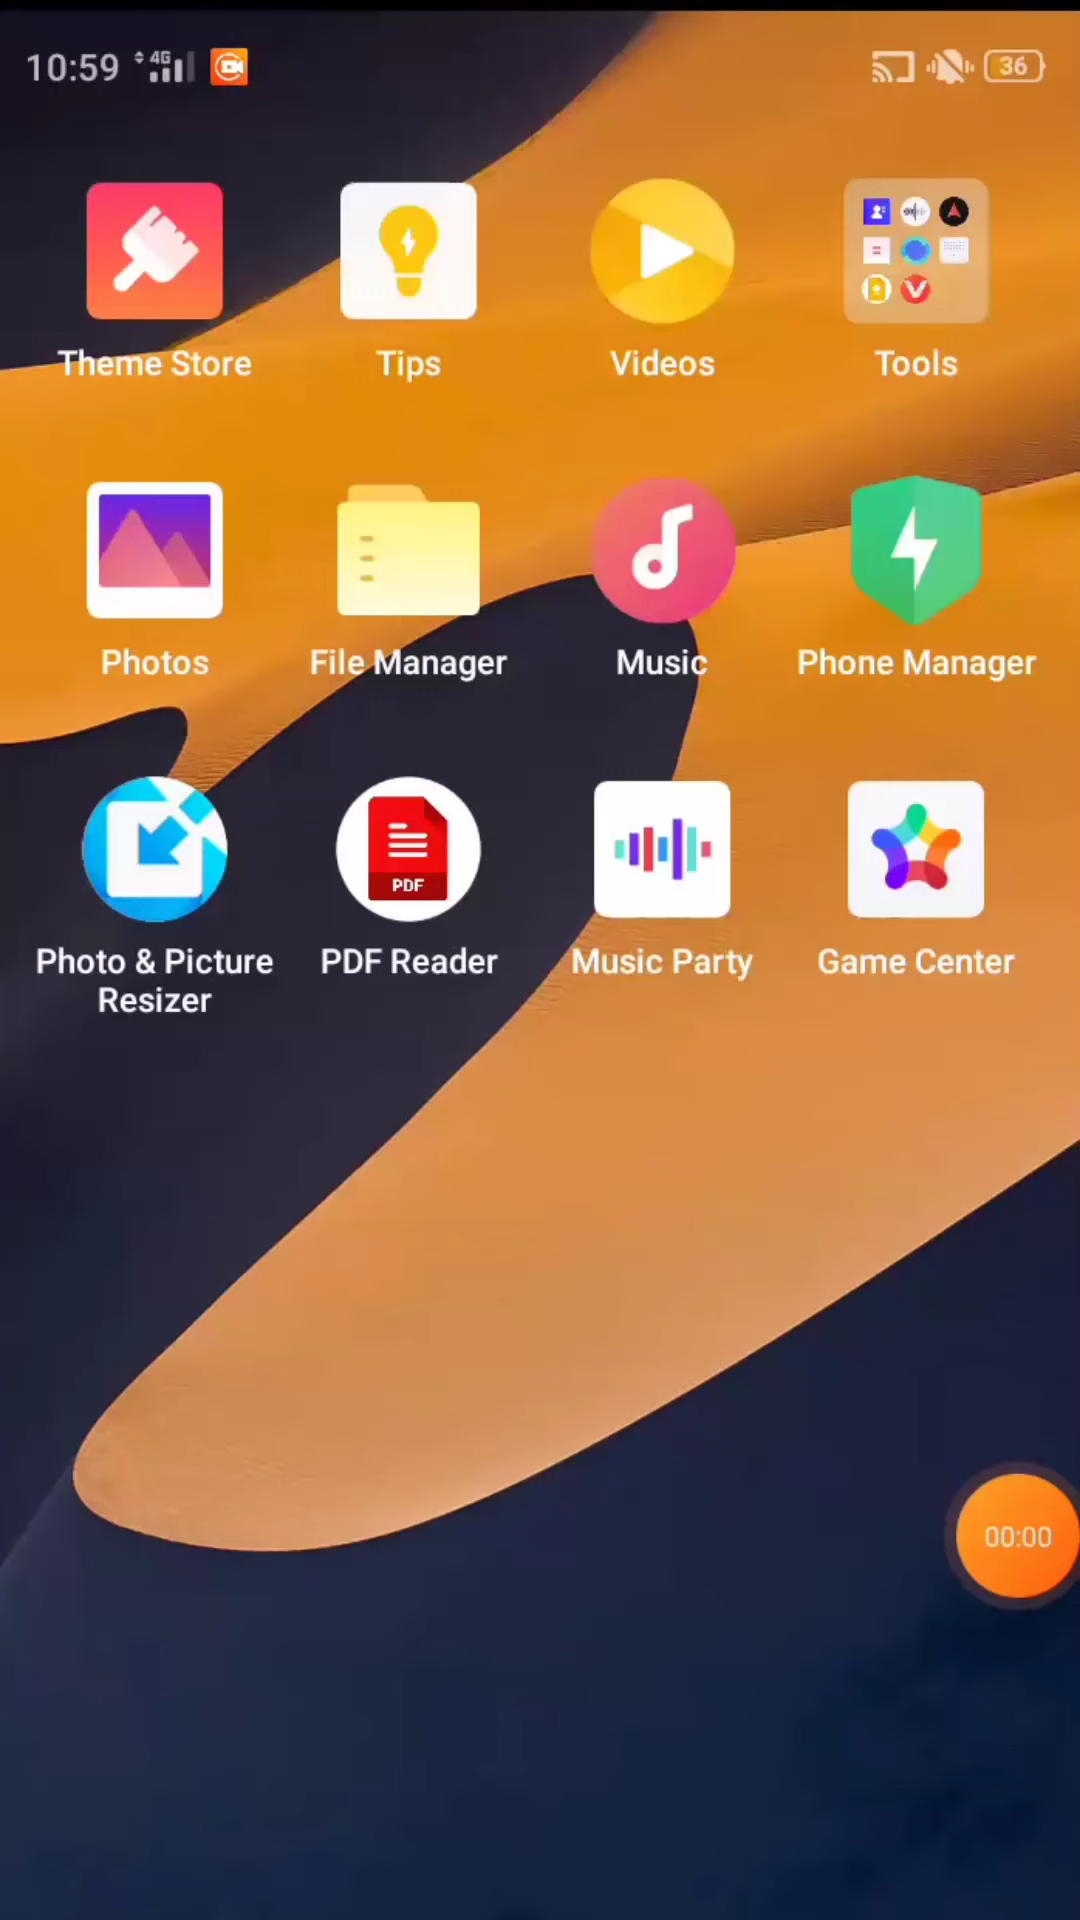 10:59 4G 36
Theme Store Tips Videos Tools
Photos File Manager Music Phone Manager
PDF
Photo & Picture Resizer PDF Reader Music Party Game Center
00:00